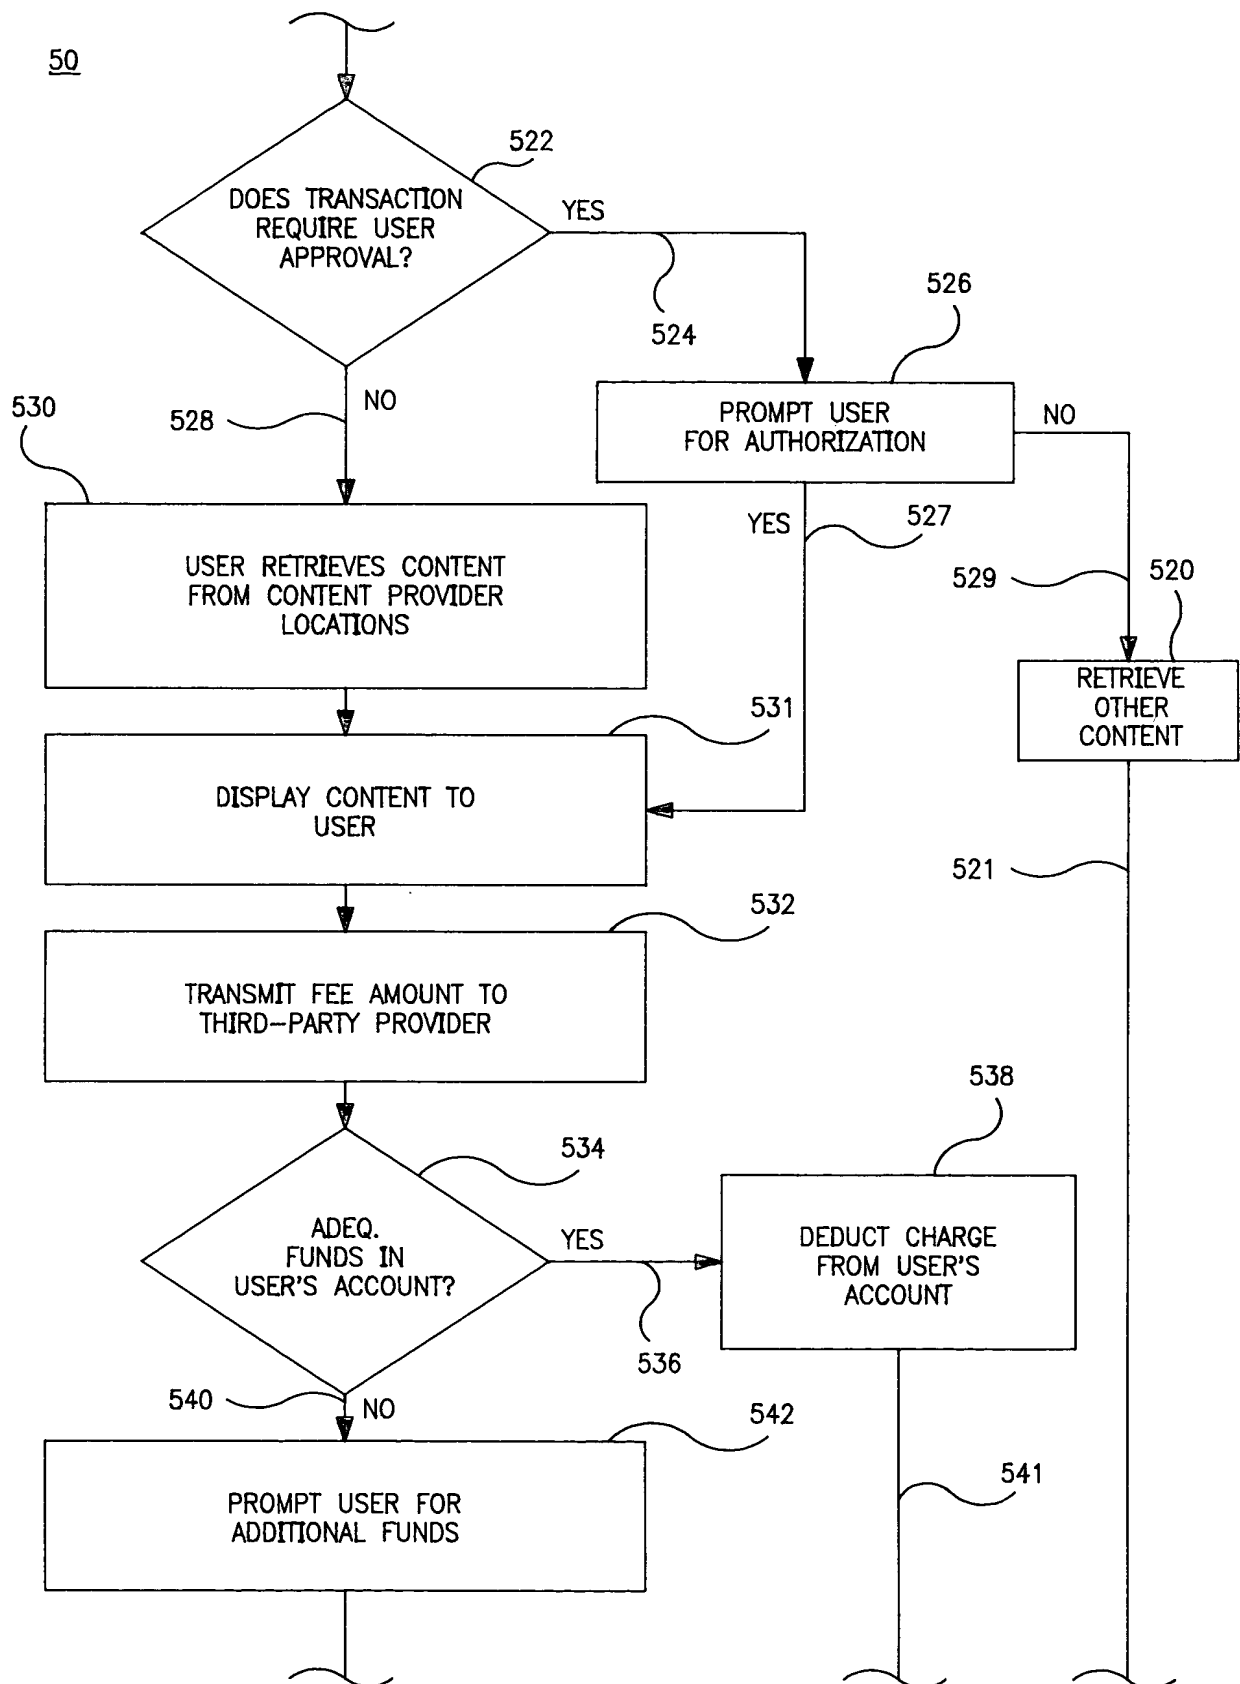 50
522
DOES TRANSACTION
REQUIRE USER
APPROVAL?
YES
524
526
PROMPT USER
FOR AUTHORIZATION
NO
528
NO
530
USER RETRIEVES CONTENT
FROM CONTENT PROVIDER
LOCATIONS
YES
527
529
520
RETRIEVE
OTHER
CONTENT
531
DISPLAY CONTENT TO
USER
521
532
TRANSMIT FEE AMOUNT TO
THIRD-PARTY PROVIDER
534
ADEQ.
FUNDS IN
USER'S ACCOUNT?
YES
536
538
DEDUCT CHARGE
FROM USER'S
ACCOUNT
540
NO
542
PROMPT USER FOR
ADDITIONAL FUNDS
541